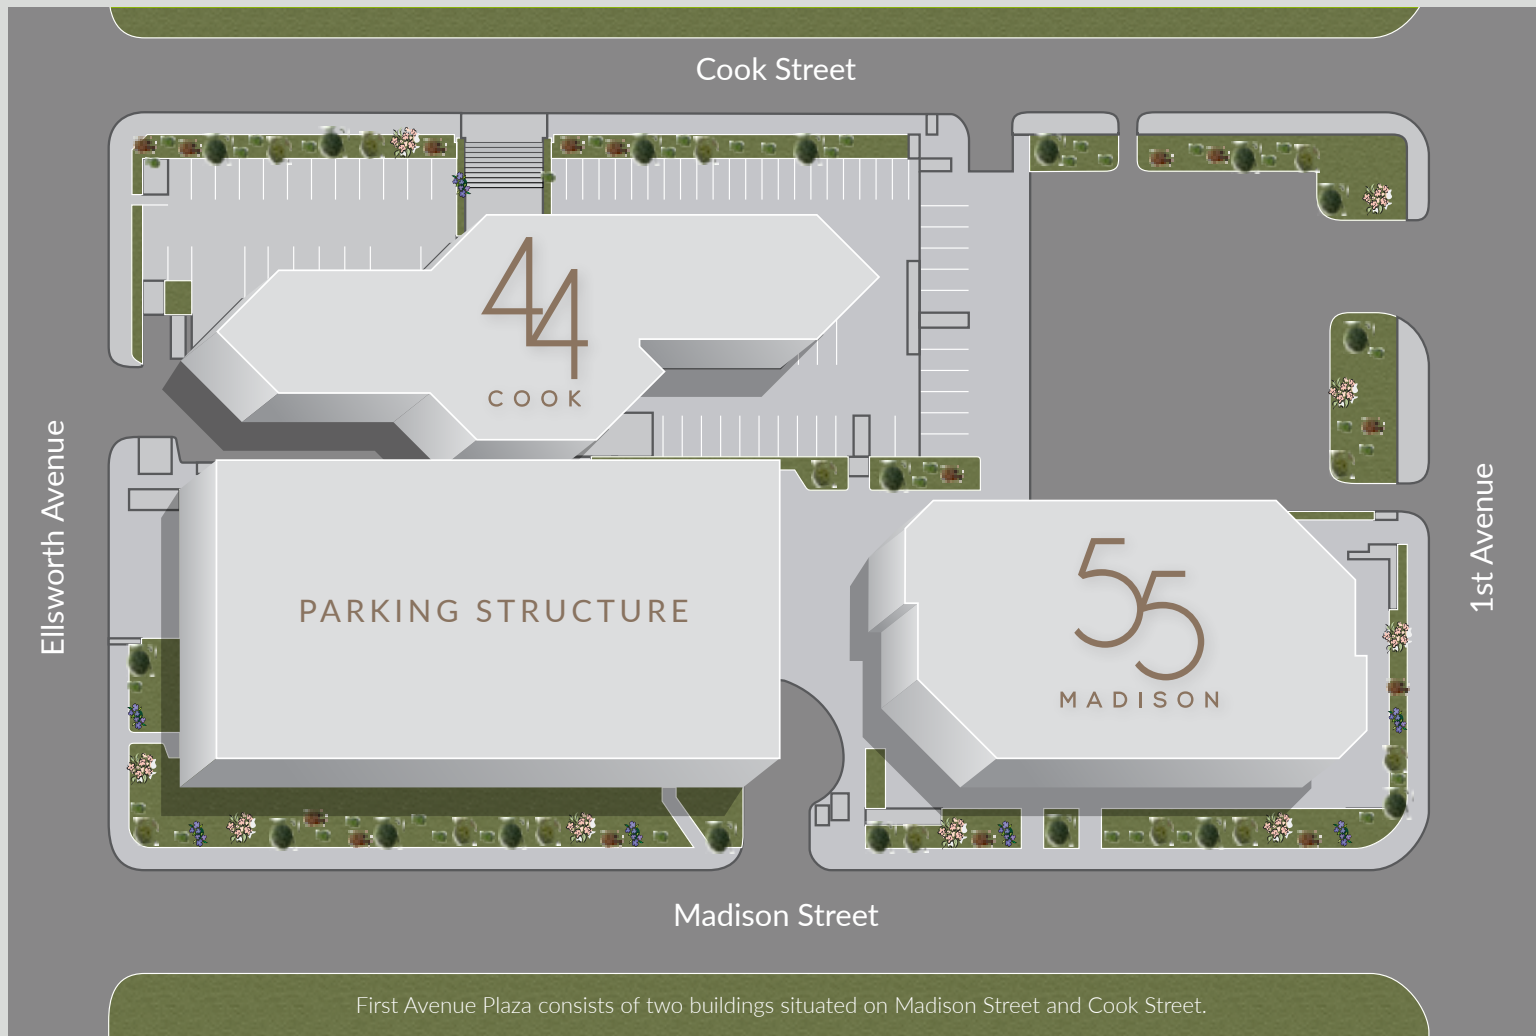 Cook Street
44
COOK
Ellsworth Avenue
1st Avenue
PARKING STRUCTURE
55
MADISON
Madison Street
First Avenue Plaza consists of two buildings situated on Madison Street and Cook Street.